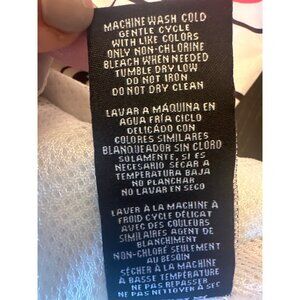 MACHINE WASH COLD
GENTLE CYCLE
WITH LIKE COLORS
ONLY NON-CHLORINE
BLEACH WHEN NEEDED
TUMBLE DRY LOW
DO NOT IRON
DO NOT DRY CLEAN
LAVAR A MÁQUINA EN
AGUA FRÍA CICLO
DELICADO CON
COLORES SIMILARES
BLANQUEADOR SIN CLORO
SOLAMENTE, SI ES
NECESARIO SECAR A
TEMPERATURA BAJA
NO PLANCHAR
NO LAVAR EN SECO
LAVER À LA MACHINE À
FROID CYCLE DÉLICAT
AVEC DES COULEURS
SIMILAIRES AGENT DE
BLANCHIMENT
NON-CHLORÉ SEULEMENT
AU BESOIN
SÉCHER À LA MACHINE
À BASSE TEMPÉRATURE
NE PAS REPASSER
NE PAS NETTOYER À SEC